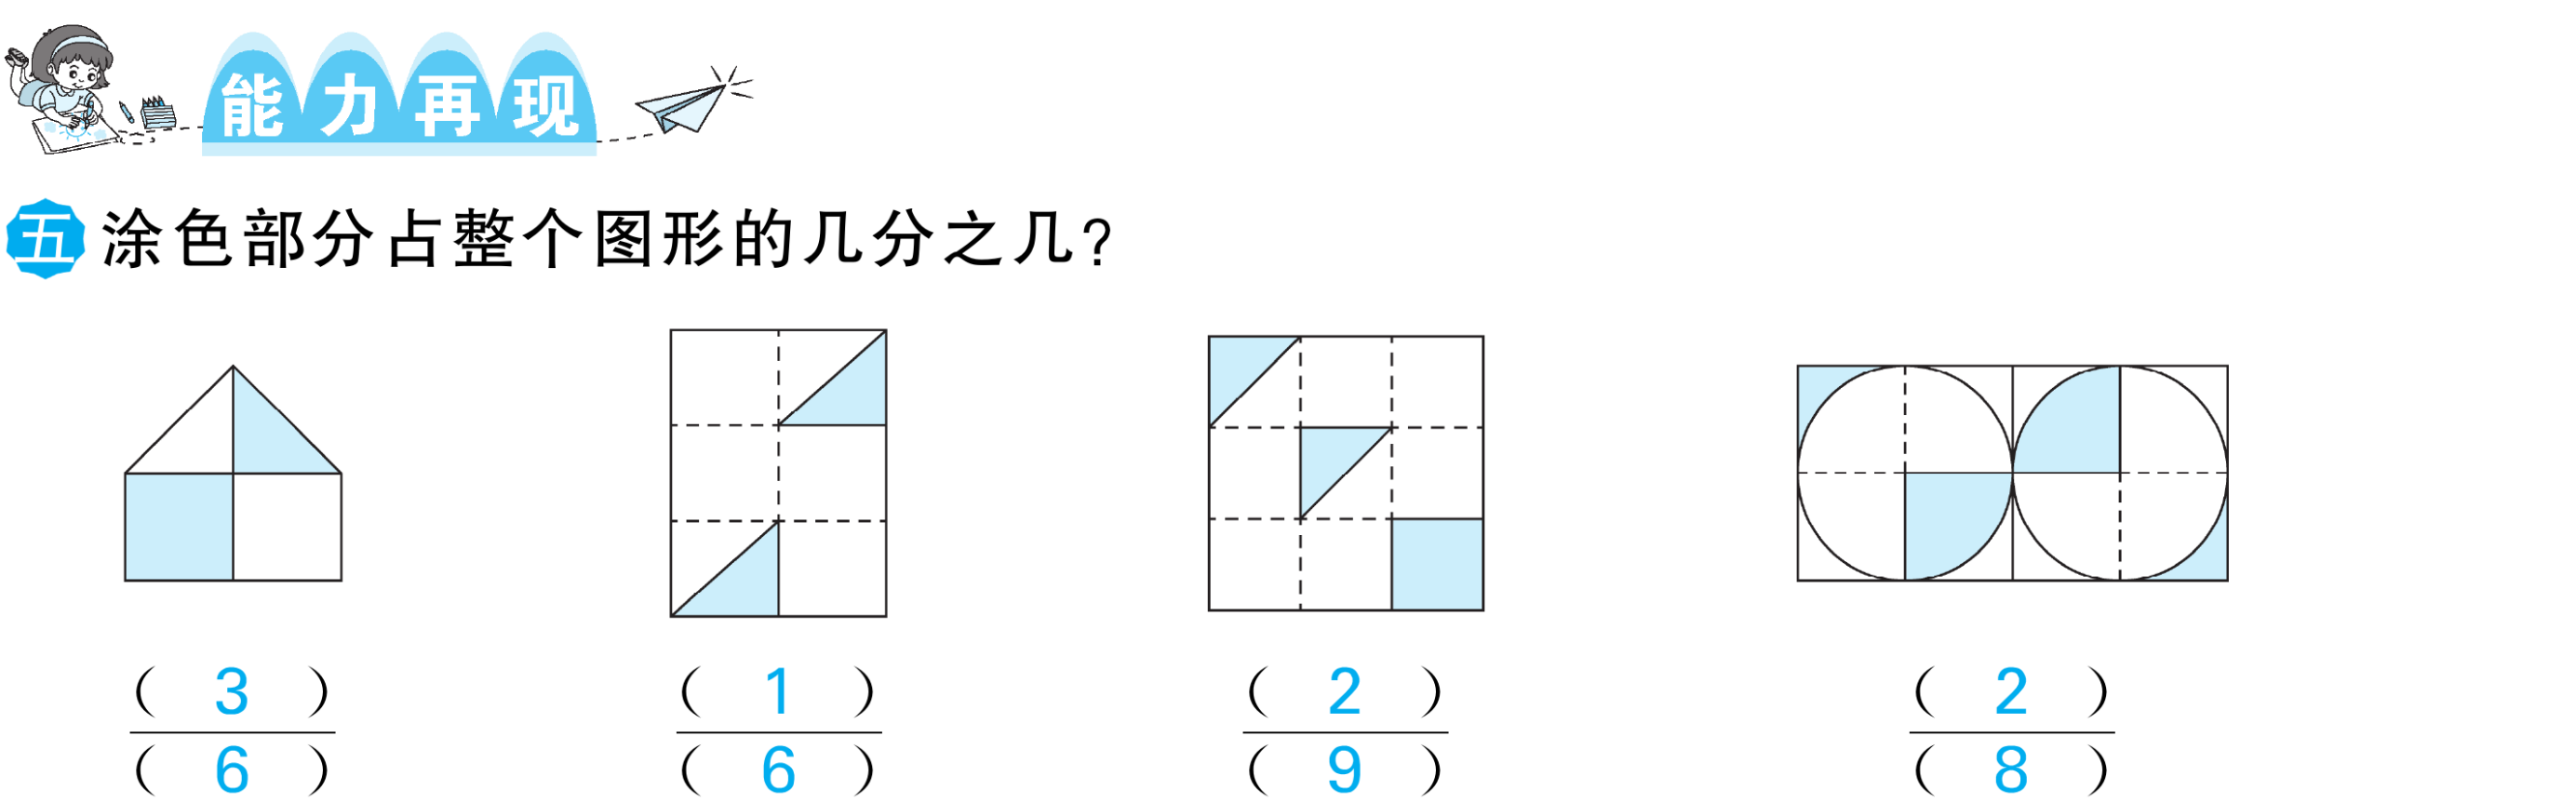 能力再现
五 涂色部分占整个图形的几分之几?
( 3 ) ( 1 ) ( 2 ) ( 2 )
( 6 ) ( 6 ) ( 9 ) ( 8 )